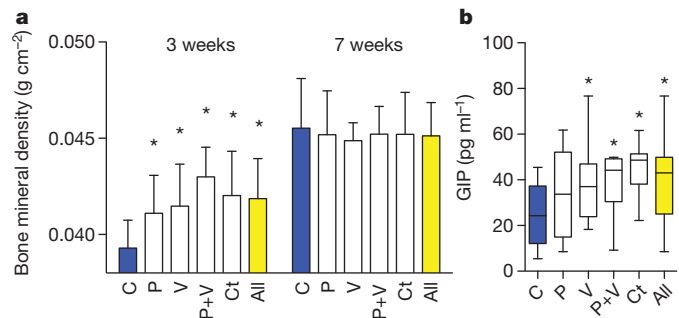 a
3 weeks
7 weeks
Bone mineral density (g cm−2)
0.050
0.045
0.040
* * * * *
C P V P+V Ct All
C P V P+V Ct All
b
GIP (pg ml−1)
100
80
60
40
20
0
* * * *
C P V P+V Ct All